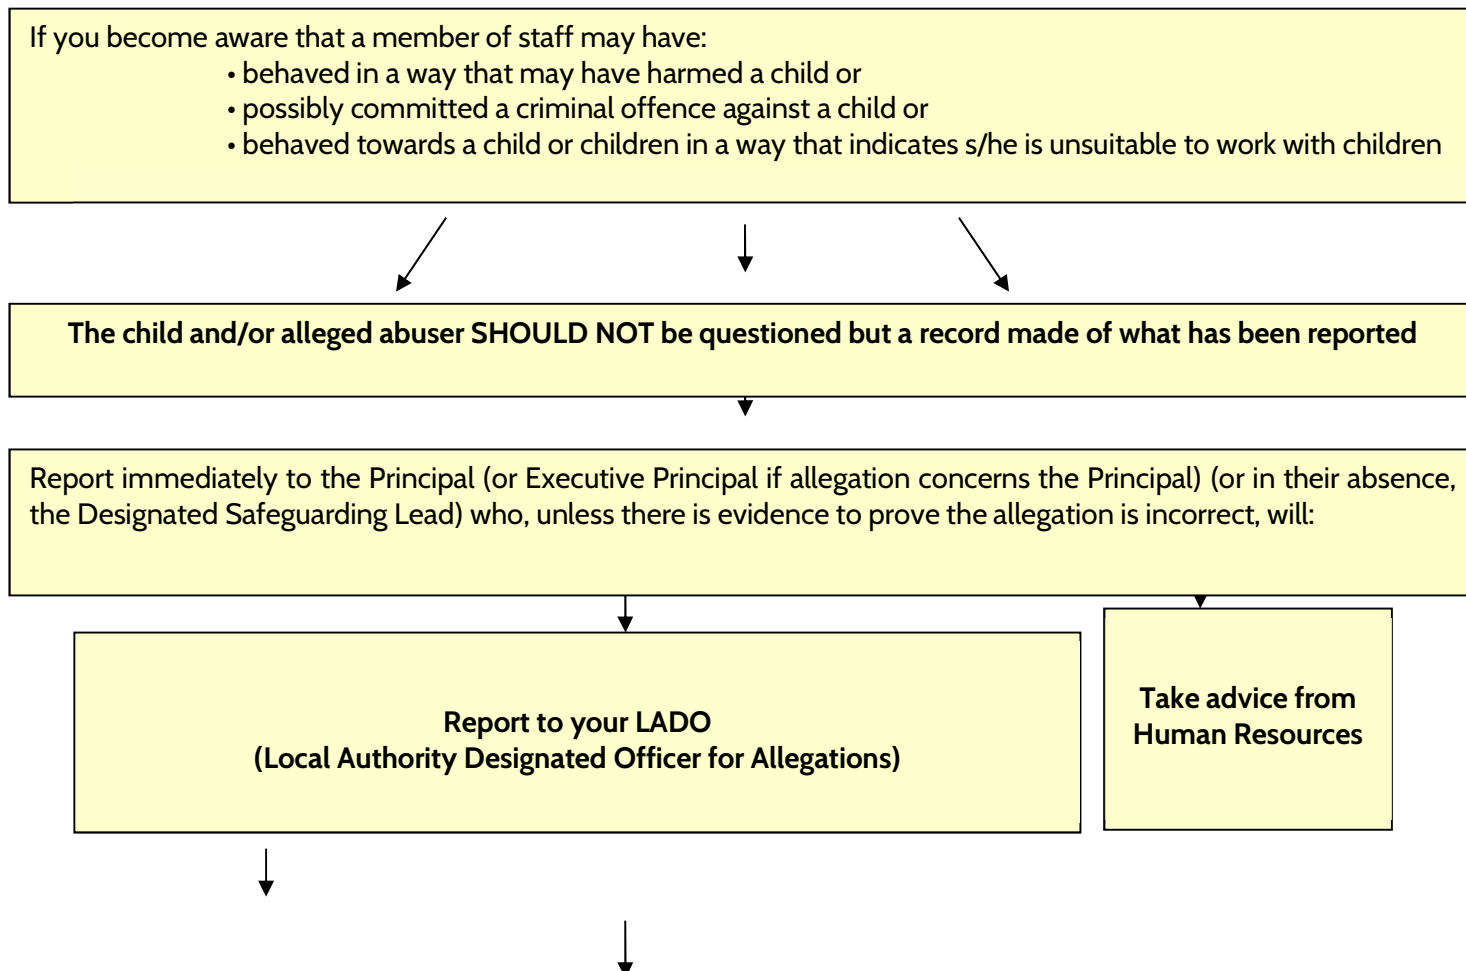 If you become aware that a member of staff may have:
• behaved in a way that may have harmed a child or
• possibly committed a criminal offence against a child or
• behaved towards a child or children in a way that indicates s/he is unsuitable to work with children
The child and/or alleged abuser SHOULD NOT be questioned but a record made of what has been reported
Report immediately to the Principal (or Executive Principal if allegation concerns the Principal) (or in their absence,
the Designated Safeguarding Lead) who, unless there is evidence to prove the allegation is incorrect, will:
Report to your LADO
(Local Authority Designated Officer for Allegations)
Take advice from
Human Resources